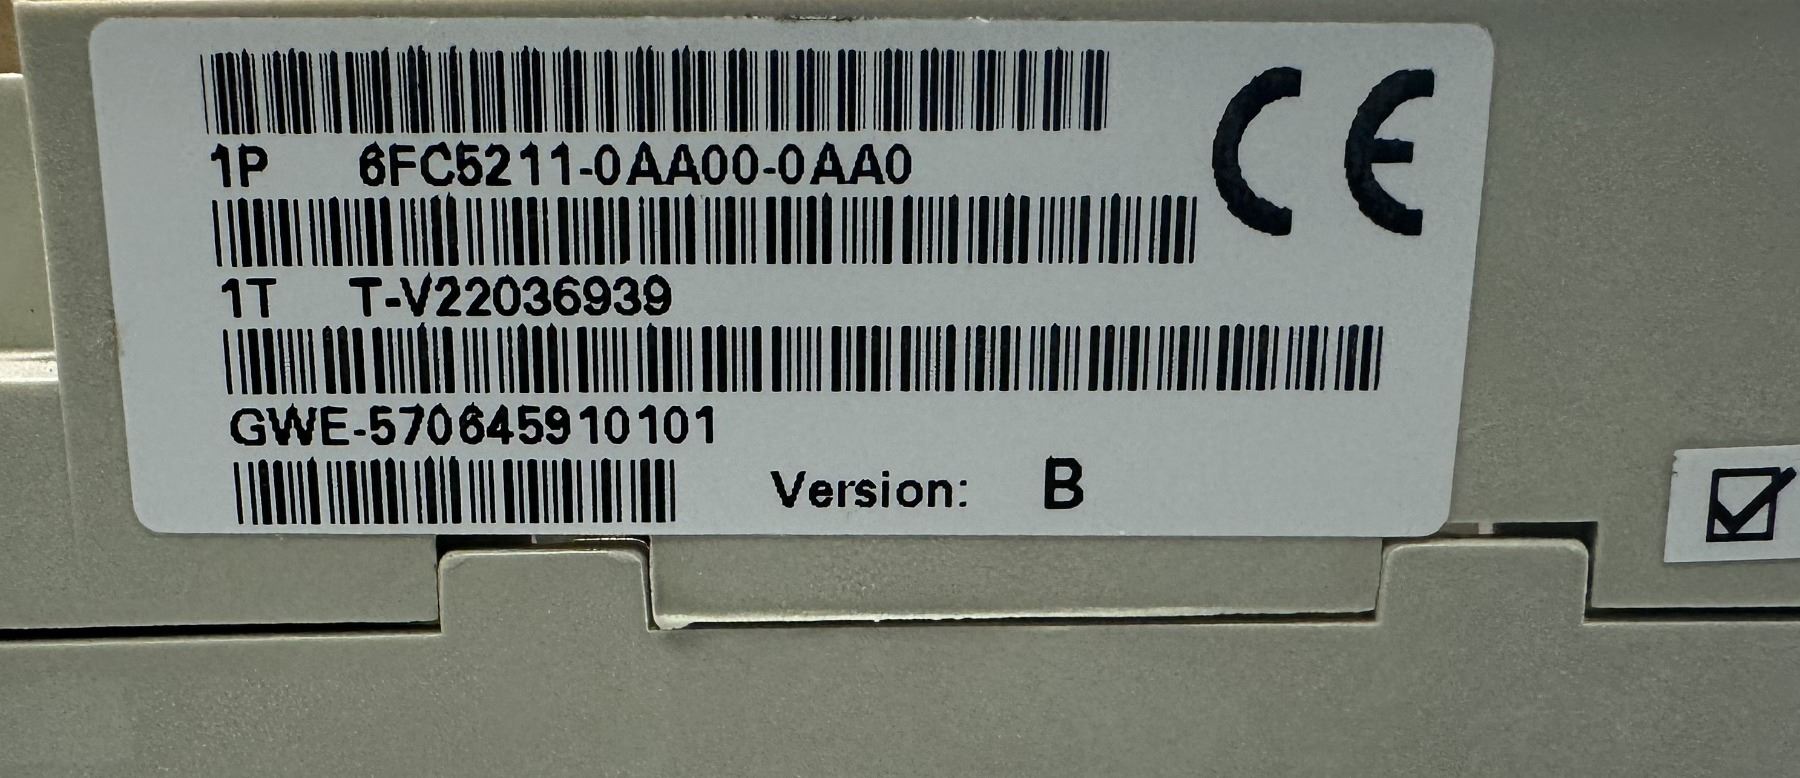 1P 6FC5211-0AA00-0AA0
CE
1T T-V22036939
GWE-570645910101
Version: B